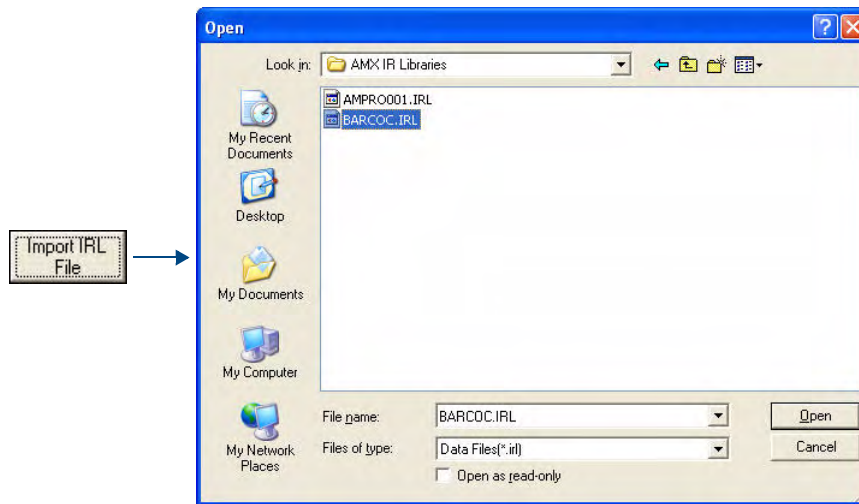 Import IRL
File
Open
Look in:
AMX IR Libraries
My Recent
Documents
Desktop
My Documents
My Computer
My Network
Places
AMPRO001.IRL
BARCOC.IRL
File name:
BARCOC.IRL
Open
Files of type:
Data Files(*.irl)
Cancel
Open as read-only